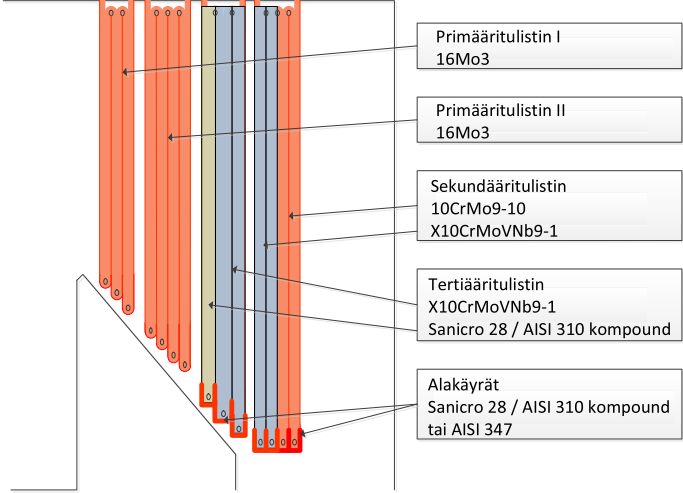 Primääritulistin I
16Mo3
Primääritulistin II
16Mo3
Sekundääritulistin
10CrMo9-10
X10CrMoVNb9-1
Tertiääritulistin
X10CrMoVNb9-1
Sanicro 28 / AISI 310 kompound
Alakäyrät
Sanicro 28 / AISI 310 kompound
tai AISI 347